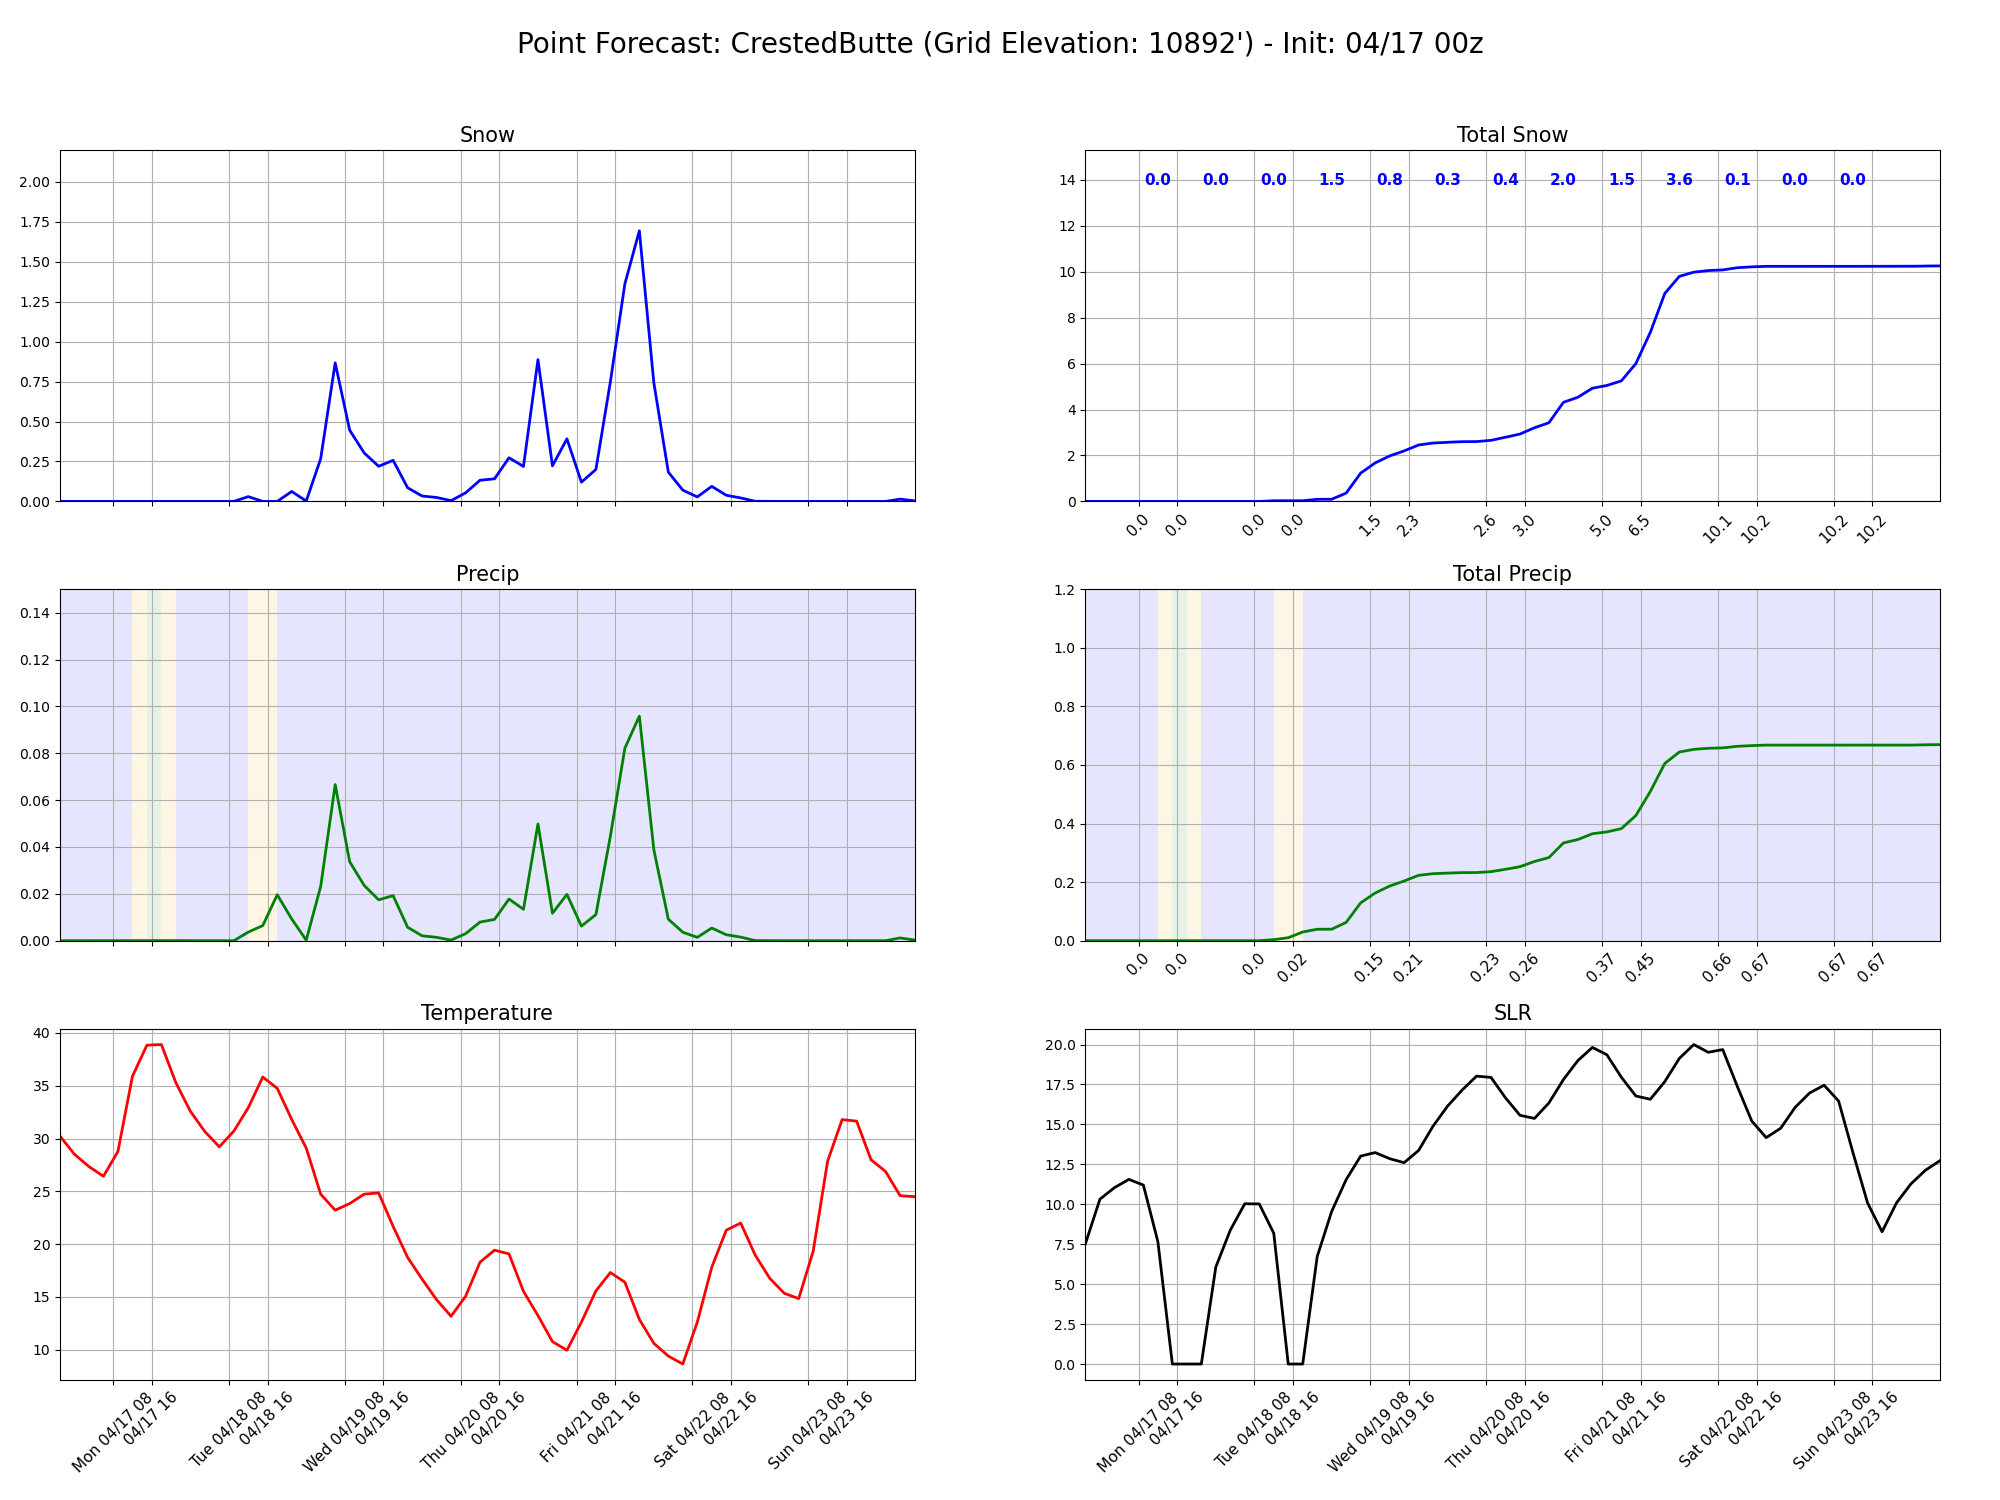 Point Forecast: CrestedButte (Grid Elevation: 10892') - Init: 04/17 00z
Snow
2.00
1.75
1.50
1.25
1.00
0.75
0.50
0.25
0.00
Total Snow
14
12
10
8
6
4
2
0
0.0 0.0 0.0 1.5 0.8 0.3 0.4 2.0 1.5 3.6 0.1 0.0 0.0
0.0 0.0 0.0 0.0 1.5 2.3 2.6 3.0 5.0 6.5 10.1 10.2 10.2 10.2
Precip
0.14
0.12
0.10
0.08
0.06
0.04
0.02
0.00
Total Precip
1.2
1.0
0.8
0.6
0.4
0.2
0.0
0.0 0.0 0.0 0.02 0.15 0.21 0.23 0.26 0.37 0.45 0.66 0.67 0.67 0.67
Temperature
40
35
30
25
20
15
10
Mon 04/17 08
04/17 16
Tue 04/18 08
04/18 16
Wed 04/19 08
04/19 16
Thu 04/20 08
04/20 16
Fri 04/21 08
04/21 16
Sat 04/22 08
04/22 16
Sun 04/23 08
04/23 16
SLR
20.0
17.5
15.0
12.5
10.0
7.5
5.0
2.5
0.0
Mon 04/17 08
04/17 16
Tue 04/18 08
04/18 16
Wed 04/19 08
04/19 16
Thu 04/20 08
04/20 16
Fri 04/21 08
04/21 16
Sat 04/22 08
04/22 16
Sun 04/23 08
04/23 16